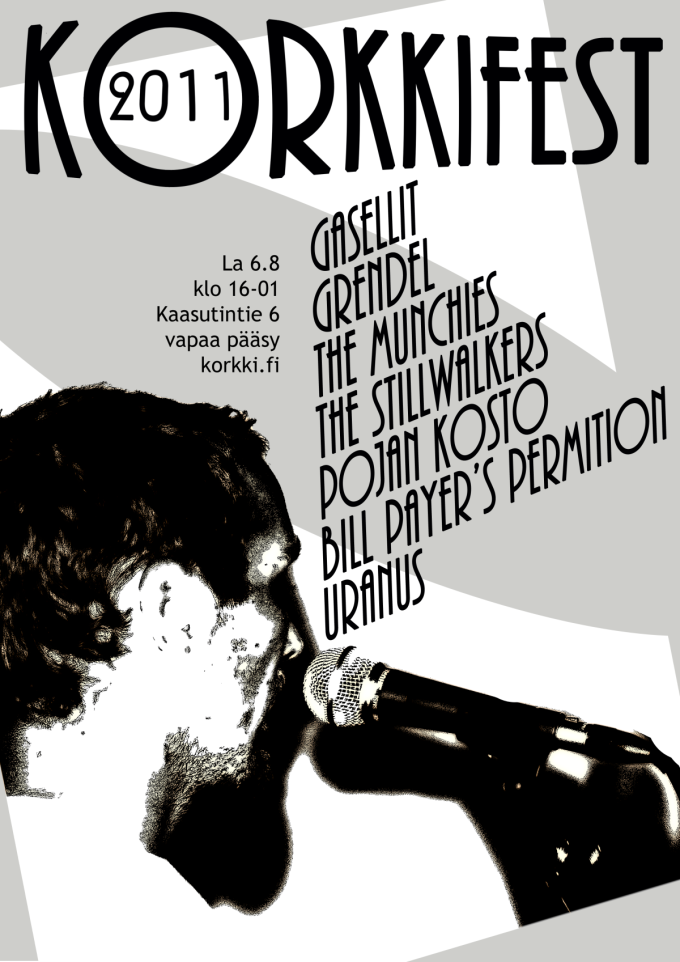 KORKKIFEST
2011
La 6.8
klo 16-01
Kaasutintie 6
vapaa pääsy
korkki.fi
GASELLIT
GRENDEL
THE MUNCHIES
THE STILLWALKERS
POJAN KOSTO
BILL PAYER'S PERMITION
URANUS